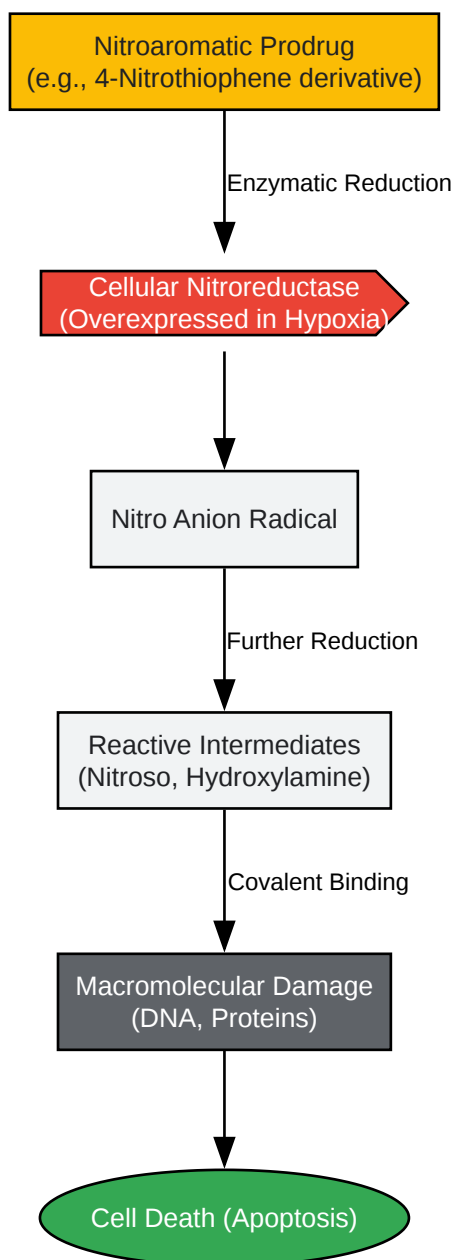 Nitroaromatic Prodrug
(e.g., 4-Nitrothiophene derivative)
Enzymatic Reduction
Cellular Nitroreductase
(Overexpressed in Hypoxia)
Nitro Anion Radical
Further Reduction
Reactive Intermediates
(Nitroso, Hydroxylamine)
Covalent Binding
Macromolecular Damage
(DNA, Proteins)
Cell Death (Apoptosis)